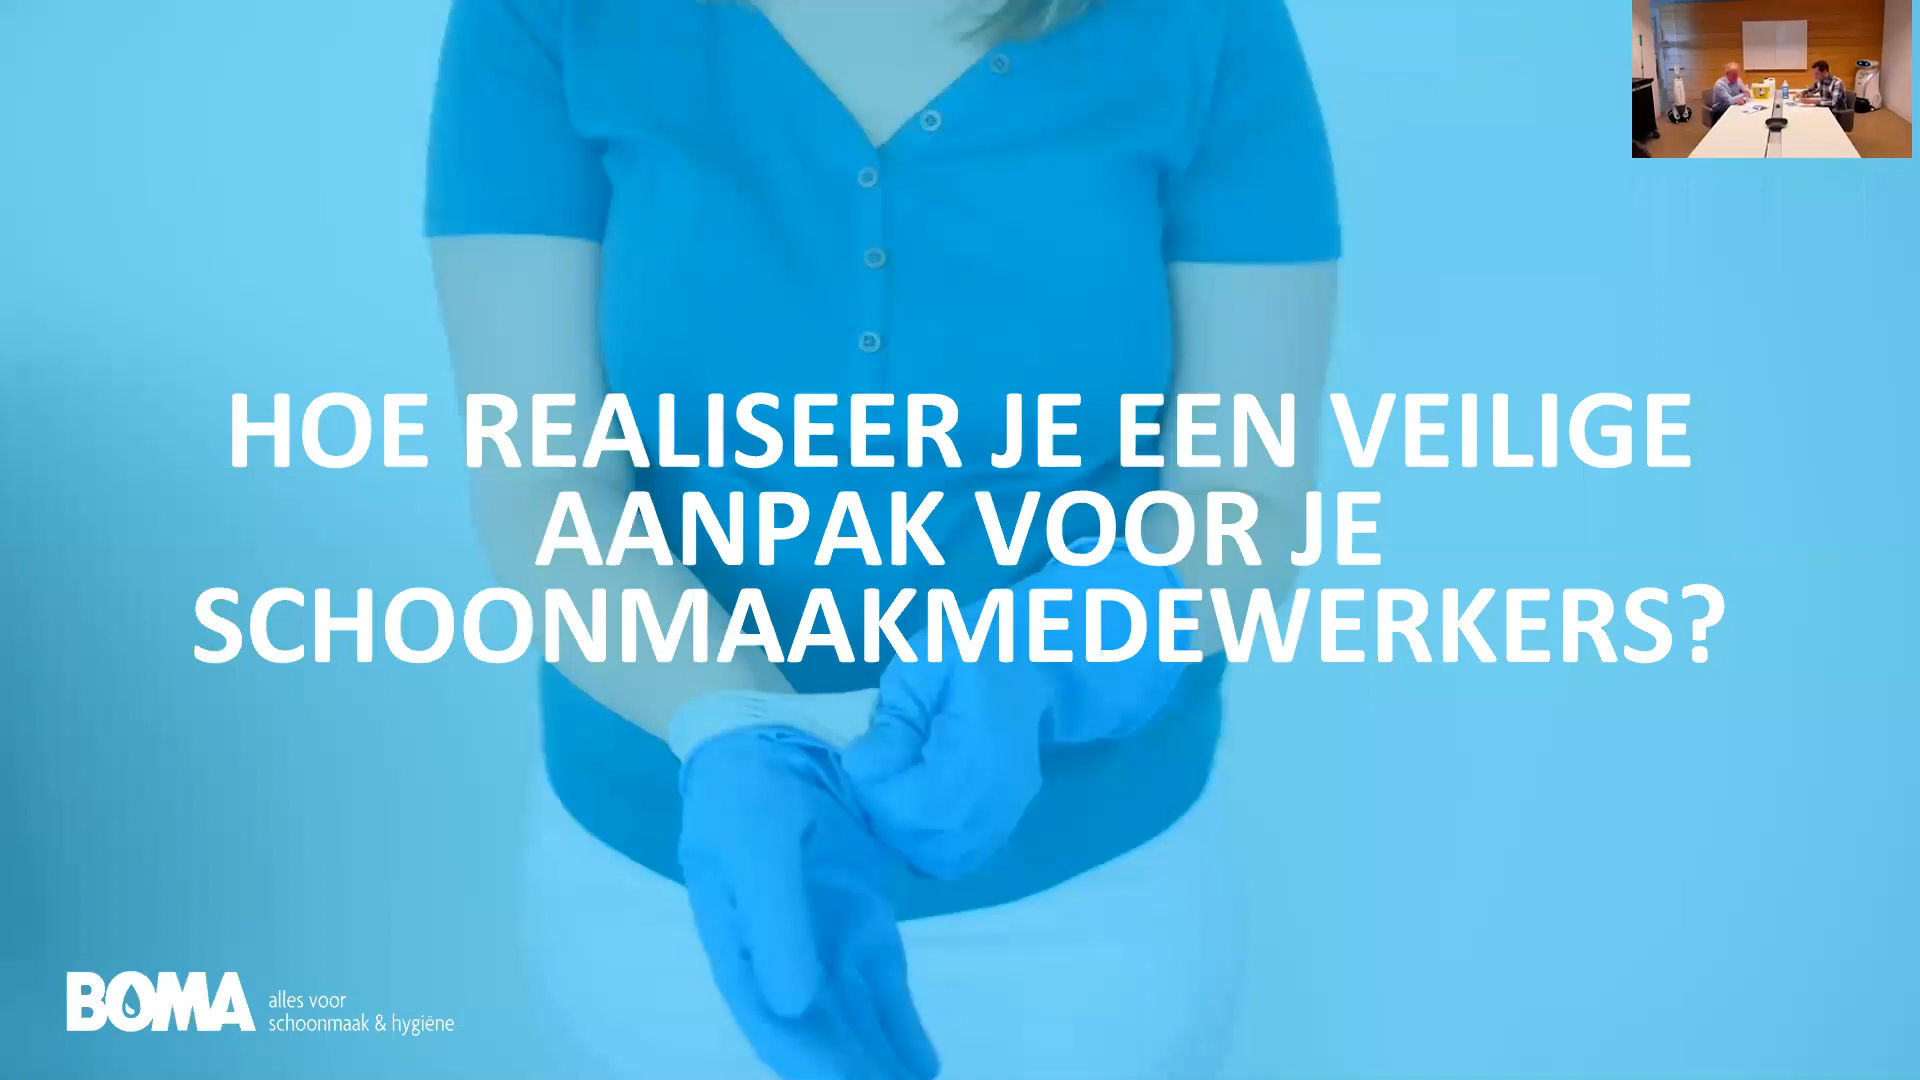 HOE REALISEER JE EEN VEILIGE
AANPAK VOOR JE
SCHOONMAAKMEDEWERKERS?
BOMA
alles voor
schoonmaak & hygiëne